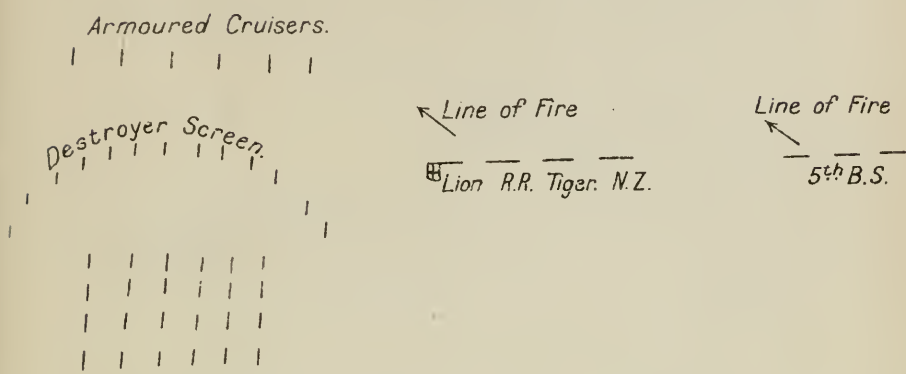 Armoured Cruisers.
Destroyer Screen.
Line of Fire
Lion R.R. Tiger. N.Z.
Line of Fire
5th B.S.